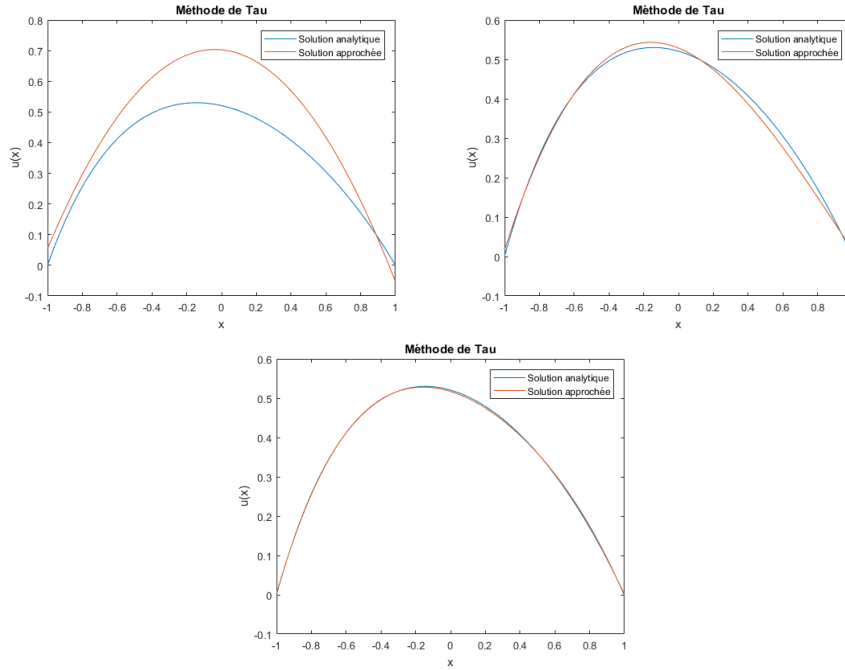 Méthode de Tau
Solution analytique
Solution approchée
0.8
0.7
0.6
0.5
0.4
0.3
0.2
0.1
0
-0.1
u(x)
-1 -0.8 -0.6 -0.4 -0.2 0 0.2 0.4 0.6 0.8 1
x
Méthode de Tau
Solution analytique
Solution approchée
0.6
0.5
0.4
0.3
0.2
0.1
0
-0.1
u(x)
-1 -0.8 -0.6 -0.4 -0.2 0 0.2 0.4 0.6 0.8
x
Méthode de Tau
Solution analytique
Solution approchée
0.6
0.5
0.4
0.3
0.2
0.1
0
-0.1
u(x)
-1 -0.8 -0.6 -0.4 -0.2 0 0.2 0.4 0.6 0.8 1
x